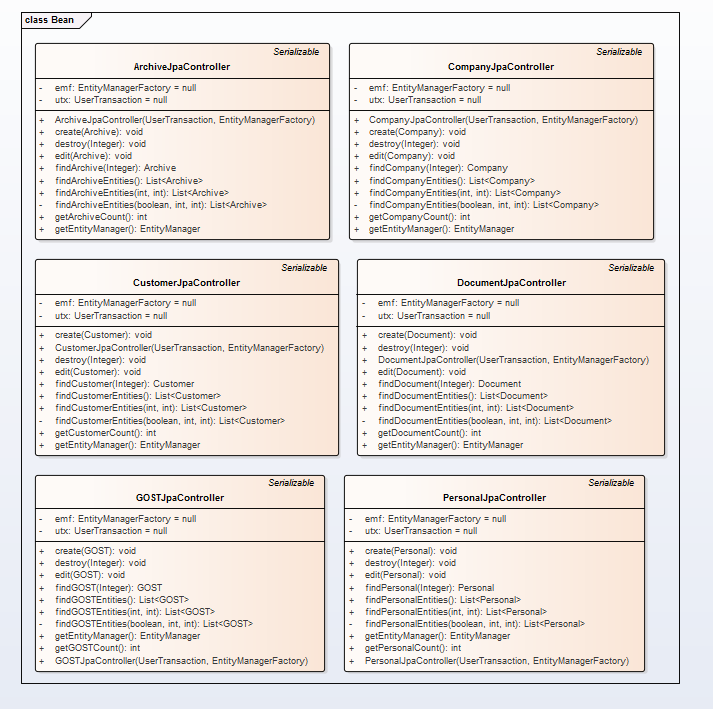 class Bean
Serializable
ArchiveJpaController
- emf: EntityManagerFactory = null
- utx: UserTransaction = null
+ ArchiveJpaController(UserTransaction, EntityManagerFactory)
+ create(Archive): void
+ destroy(Integer): void
+ edit(Archive): void
+ findArchive(Integer): Archive
+ findArchiveEntities(): List<Archive>
+ findArchiveEntities(int, int): List<Archive>
- findArchiveEntities(boolean, int, int): List<Archive>
+ getArchiveCount(): int
+ getEntityManager(): EntityManager
Serializable
CompanyJpaController
- emf: EntityManagerFactory = null
- utx: UserTransaction = null
+ CompanyJpaController(UserTransaction, EntityManagerFactory)
+ create(Company): void
+ destroy(Integer): void
+ edit(Company): void
+ findCompany(Integer): Company
+ findCompanyEntities(): List<Company>
+ findCompanyEntities(int, int): List<Company>
- findCompanyEntities(boolean, int, int): List<Company>
+ getCompanyCount(): int
+ getEntityManager(): EntityManager
Serializable
CustomerJpaController
- emf: EntityManagerFactory = null
- utx: UserTransaction = null
+ create(Customer): void
+ CustomerJpaController(UserTransaction, EntityManagerFactory)
+ destroy(Integer): void
+ edit(Customer): void
+ findCustomer(Integer): Customer
+ findCustomerEntities(): List<Customer>
+ findCustomerEntities(int, int): List<Customer>
- findCustomerEntities(boolean, int, int): List<Customer>
+ getCustomerCount(): int
+ getEntityManager(): EntityManager
Serializable
DocumentJpaController
- emf: EntityManagerFactory = null
- utx: UserTransaction = null
+ create(Document): void
+ destroy(Integer): void
+ DocumentJpaController(UserTransaction, EntityManagerFactory)
+ edit(Document): void
+ findDocument(Integer): Document
+ findDocumentEntities(): List<Document>
+ findDocumentEntities(int, int): List<Document>
- findDocumentEntities(boolean, int, int): List<Document>
+ getDocumentCount(): int
+ getEntityManager(): EntityManager
Serializable
GOSTJpaController
- emf: EntityManagerFactory = null
- utx: UserTransaction = null
+ create(GOST): void
+ destroy(Integer): void
+ edit(GOST): void
+ findGOST(Integer): GOST
+ findGOSTEntities(): List<GOST>
+ findGOSTEntities(int, int): List<GOST>
- findGOSTEntities(boolean, int, int): List<GOST>
+ getEntityManager(): EntityManager
+ getGOSTCount(): int
+ GOSTJpaController(UserTransaction, EntityManagerFactory)
Serializable
PersonalJpaController
- emf: EntityManagerFactory = null
- utx: UserTransaction = null
+ create(Personal): void
+ destroy(Integer): void
+ edit(Personal): void
+ findPersonal(Integer): Personal
+ findPersonalEntities(): List<Personal>
+ findPersonalEntities(int, int): List<Personal>
- findPersonalEntities(boolean, int, int): List<Personal>
+ getEntityManager(): EntityManager
+ getPersonalCount(): int
+ PersonalJpaController(UserTransaction, EntityManagerFactory)